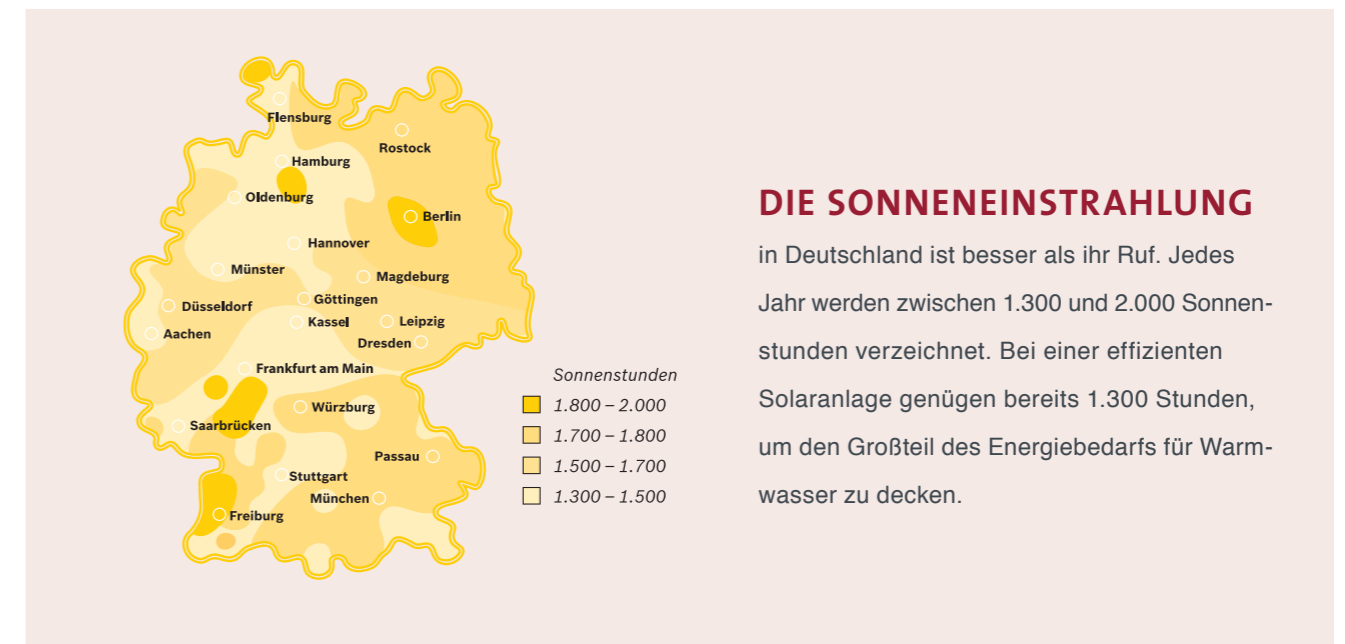 Flensburg
Rostock
Hamburg
Oldenburg
Berlin
Hannover
Münster
Magdeburg
Göttingen
Düsseldorf
Kassel
Leipzig
Aachen
Dresden
Frankfurt am Main
Würzburg
Saarbrücken
Passau
Stuttgart
München
Freiburg
Sonnenstunden
1.800 – 2.000
1.700 – 1.800
1.500 – 1.700
1.300 – 1.500
DIE SONNENEINSTRAHLUNG
in Deutschland ist besser als ihr Ruf. Jedes
Jahr werden zwischen 1.300 und 2.000 Sonnen-
stunden verzeichnet. Bei einer effizienten
Solaranlage genügen bereits 1.300 Stunden,
um den Großteil des Energiebedarfs für Warm-
wasser zu decken.